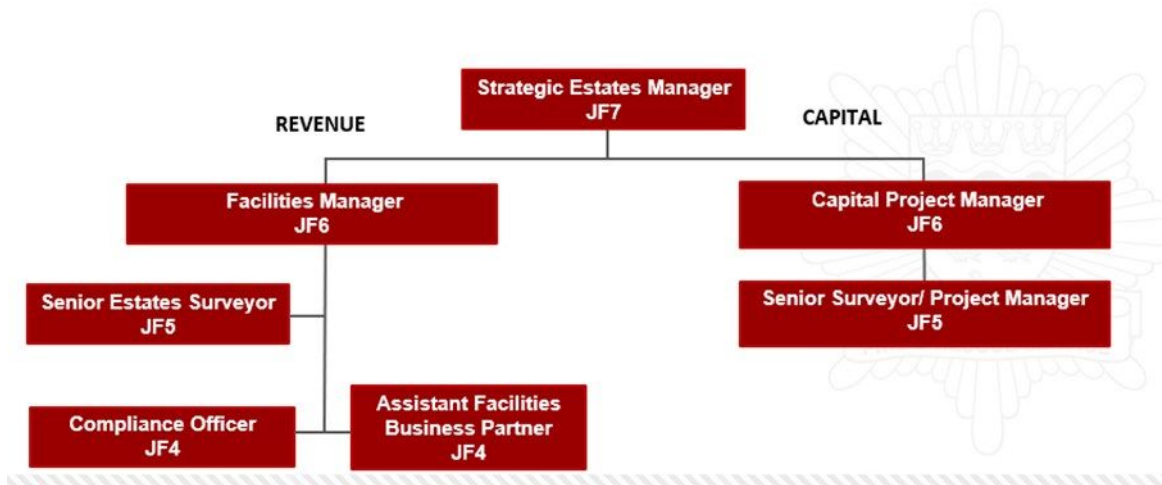 Strategic Estates Manager
JF7
REVENUE
CAPITAL
Facilities Manager
JF6
Capital Project Manager
JF6
Senior Estates Surveyor
JF5
Senior Surveyor/ Project Manager
JF5
Compliance Officer
JF4
Assistant Facilities
Business Partner
JF4